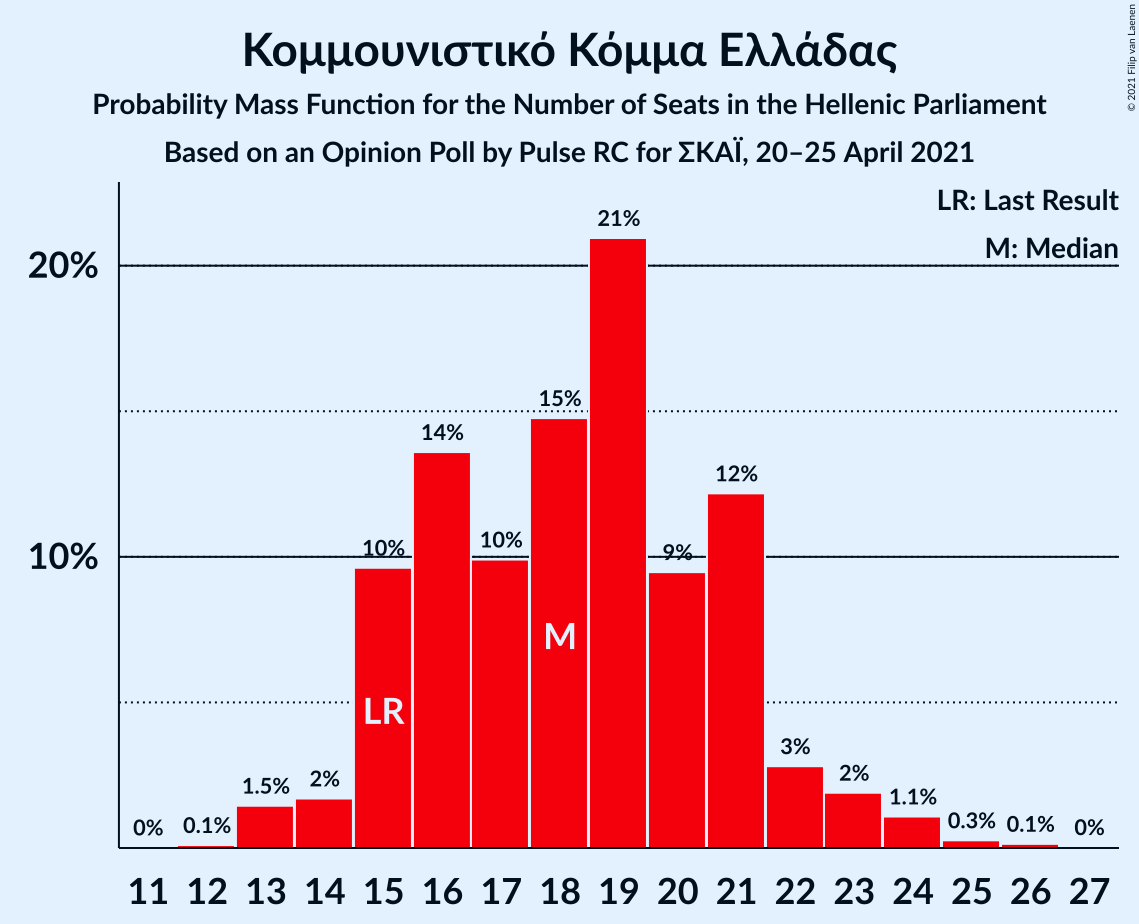 Κομμουνιστικό Κόμμα Ελλάδας
Probability Mass Function for the Number of Seats in the Hellenic Parliament
Based on an Opinion Poll by Pulse RC for ΣΚΑΪ, 20–25 April 2021
© 2021 Filip van Laenen
LR: Last Result
M: Median
20%
10%
0%
0.1%
1.5%
2%
10%
14%
10%
15%
21%
9%
12%
3%
2%
1.1%
0.3%
0.1%
0%
LR
M
11 12 13 14 15 16 17 18 19 20 21 22 23 24 25 26 27